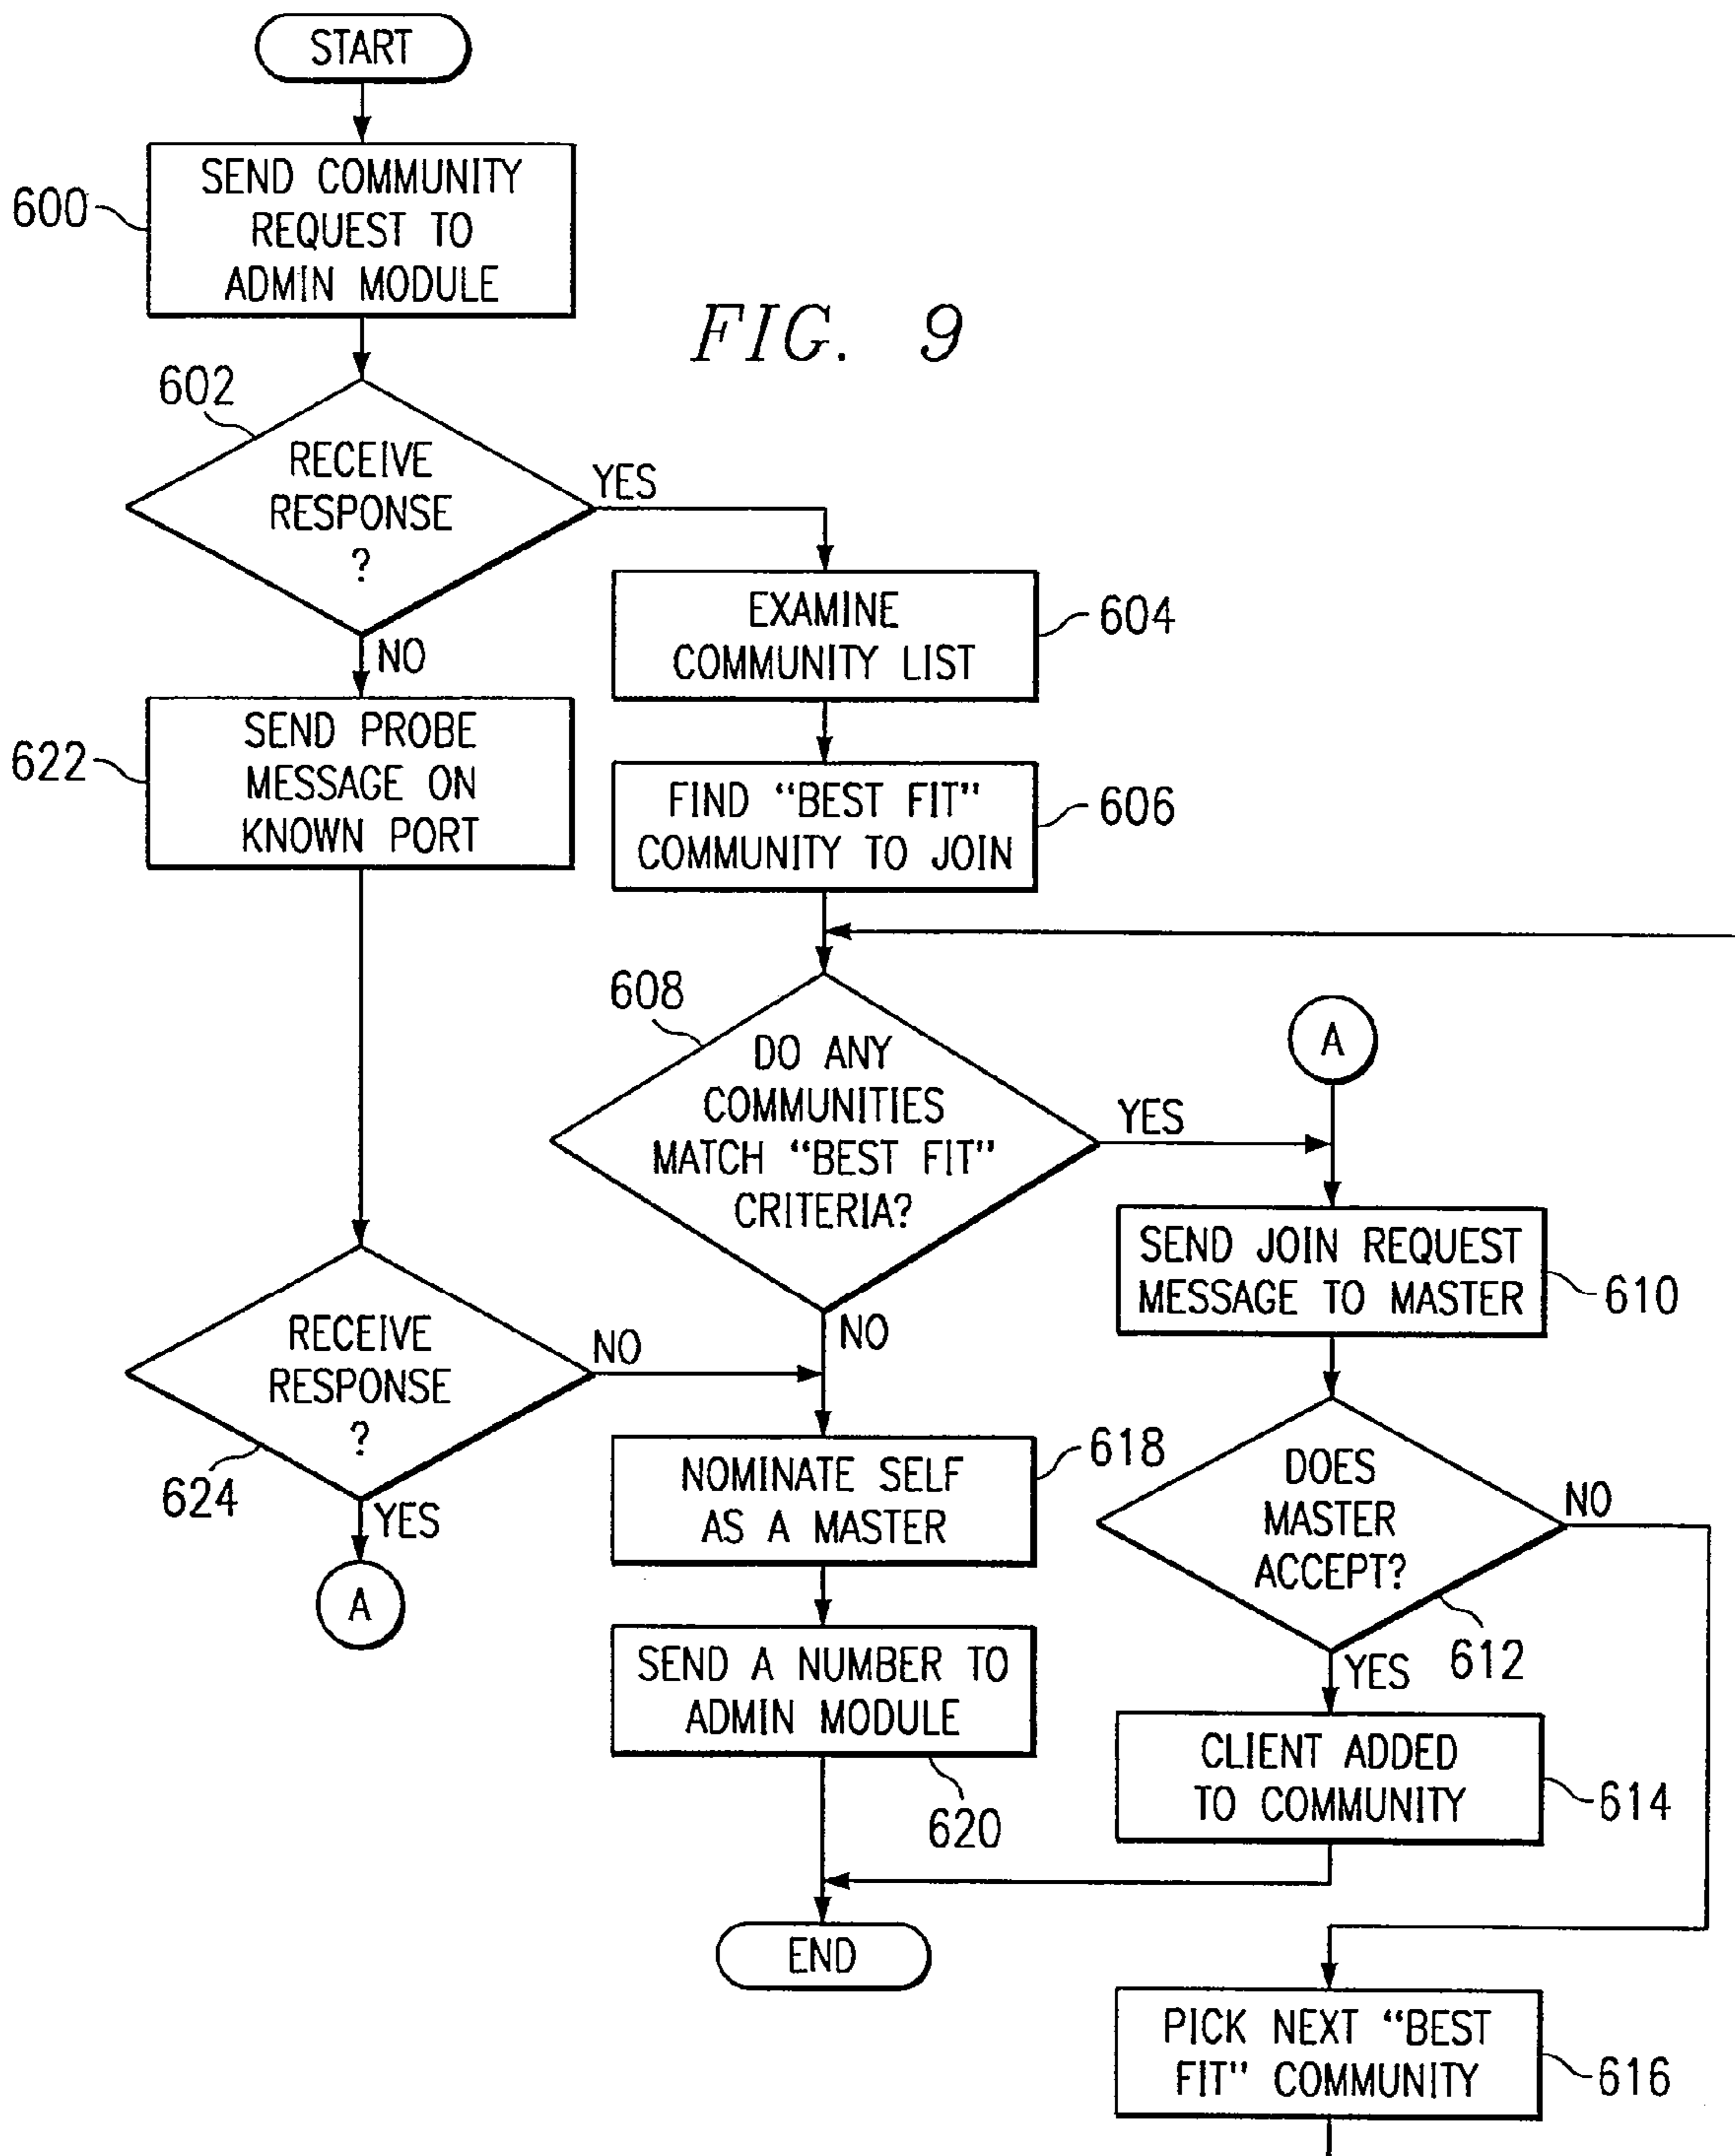 START
SEND COMMUNITY
REQUEST TO
ADMIN MODULE
600
FIG. 9
602
RECEIVE
RESPONSE
?
YES
NO
EXAMINE
COMMUNITY LIST
604
SEND PROBE
MESSAGE ON
KNOWN PORT
622
FIND “BEST FIT”
COMMUNITY TO JOIN
606
608
DO ANY
COMMUNITIES
MATCH “BEST FIT”
CRITERIA?
YES
NO
A
SEND JOIN REQUEST
MESSAGE TO MASTER
610
RECEIVE
RESPONSE
?
NO
624
YES
A
NOMINATE SELF
AS A MASTER
618
DOES
MASTER
ACCEPT?
NO
612
YES
SEND A NUMBER TO
ADMIN MODULE
620
CLIENT ADDED
TO COMMUNITY
614
END
PICK NEXT “BEST
FIT” COMMUNITY
616